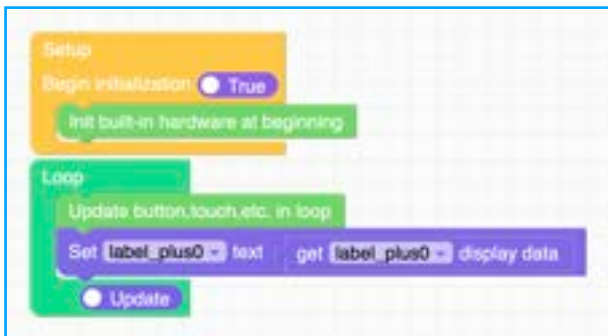 Setup
Begin initialization True
Init built-in hardware at beginning
Loop
Update button,touch,etc. in loop
Set label_plus0 text get label_plus0 display data
Update